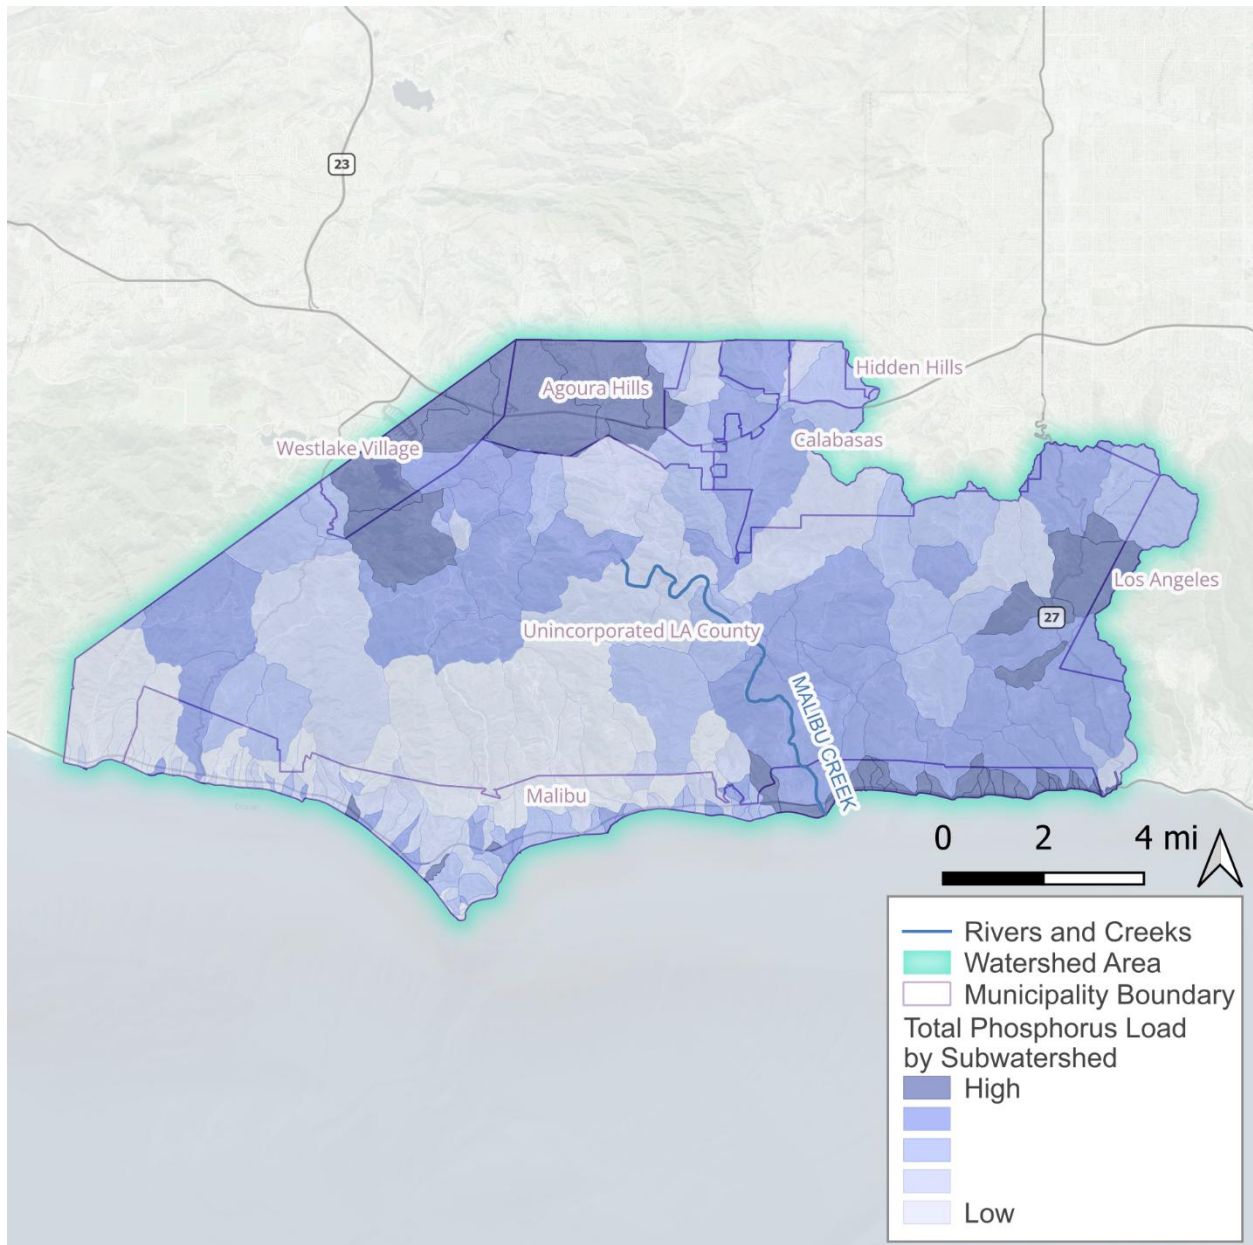 23
Hidden Hills
Agoura Hills
Calabasas
Westlake Village
Los Angeles
27
Unincorporated LA County
MALIBU CREEK
Malibu
0 2 4 mi
Rivers and Creeks
Watershed Area
Municipality Boundary
Total Phosphorus Load
by Subwatershed
High
Low